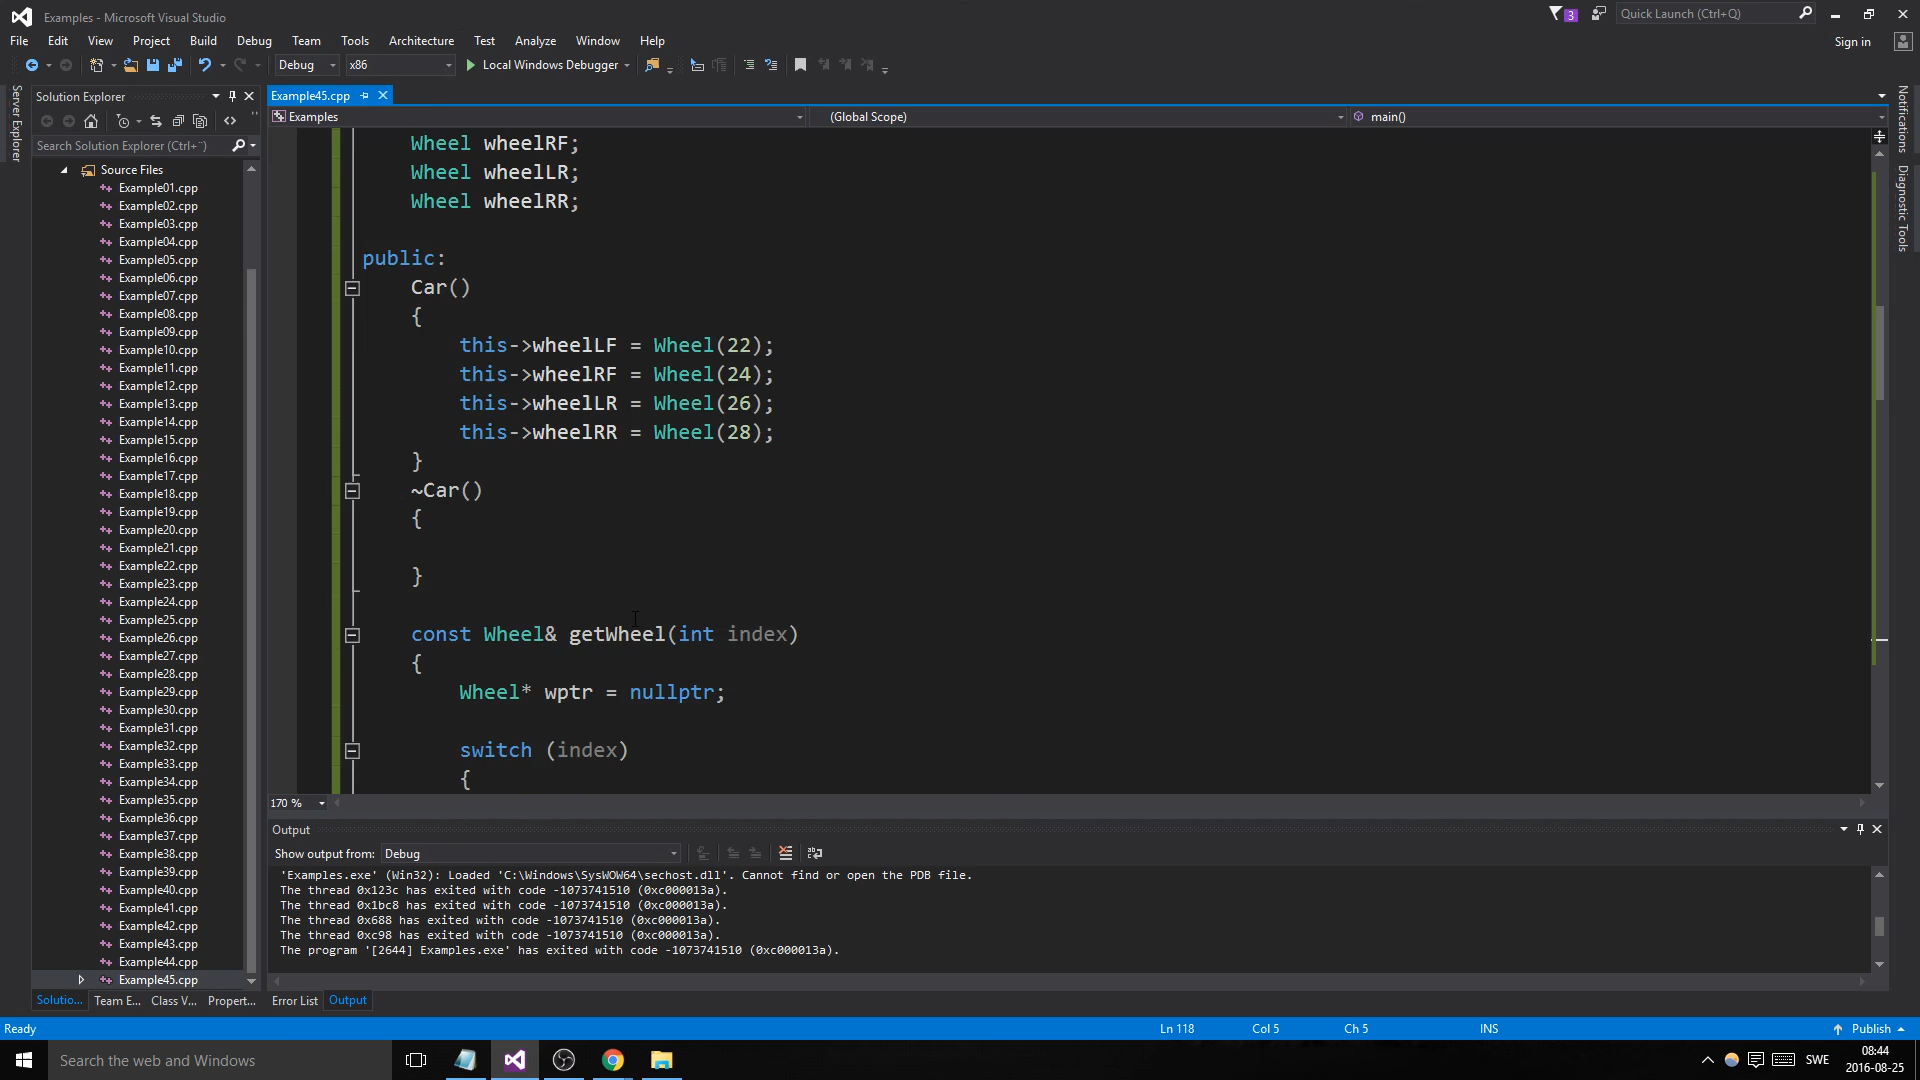 Examples - Microsoft Visual Studio
3
Quick Launch (Ctrl+Q)
File Edit View Project Build Debug Team Tools Architecture Test Analyze Window Help
Sign in
Debug x86 Local Windows Debugger
Server Explorer
Solution Explorer
Search Solution Explorer (Ctrl+¨)
Source Files
Example01.cpp
Example02.cpp
Example03.cpp
Example04.cpp
Example05.cpp
Example06.cpp
Example07.cpp
Example08.cpp
Example09.cpp
Example10.cpp
Example11.cpp
Example12.cpp
Example13.cpp
Example14.cpp
Example15.cpp
Example16.cpp
Example17.cpp
Example18.cpp
Example19.cpp
Example20.cpp
Example21.cpp
Example22.cpp
Example23.cpp
Example24.cpp
Example25.cpp
Example26.cpp
Example27.cpp
Example28.cpp
Example29.cpp
Example30.cpp
Example31.cpp
Example32.cpp
Example33.cpp
Example34.cpp
Example35.cpp
Example36.cpp
Example37.cpp
Example38.cpp
Example39.cpp
Example40.cpp
Example41.cpp
Example42.cpp
Example43.cpp
Example44.cpp
Example45.cpp
Solutio... Team E... Class V... Propert...
Example45.cpp
Examples (Global Scope) main()
Wheel wheelRF;
Wheel wheelLR;
Wheel wheelRR;
public:
Car()
{
this->wheelLF = Wheel(22);
this->wheelRF = Wheel(24);
this->wheelLR = Wheel(26);
this->wheelRR = Wheel(28);
}
~Car()
{
}
const Wheel& getWheel(int index)
{
Wheel* wptr = nullptr;
switch (index)
{
170 %
Notifications
Diagnostic Tools
Output
Show output from: Debug
'Examples.exe' (Win32): Loaded 'C:\Windows\SysWOW64\sechost.dll'. Cannot find or open the PDB file.
The thread 0x123c has exited with code -1073741510 (0xc000013a).
The thread 0x1bc8 has exited with code -1073741510 (0xc000013a).
The thread 0x688 has exited with code -1073741510 (0xc000013a).
The thread 0xc98 has exited with code -1073741510 (0xc000013a).
The program '[2644] Examples.exe' has exited with code -1073741510 (0xc000013a).
Error List Output
Ready Ln 118 Col 5 Ch 5 INS Publish
Search the web and Windows
SWE
08:44
2016-08-25